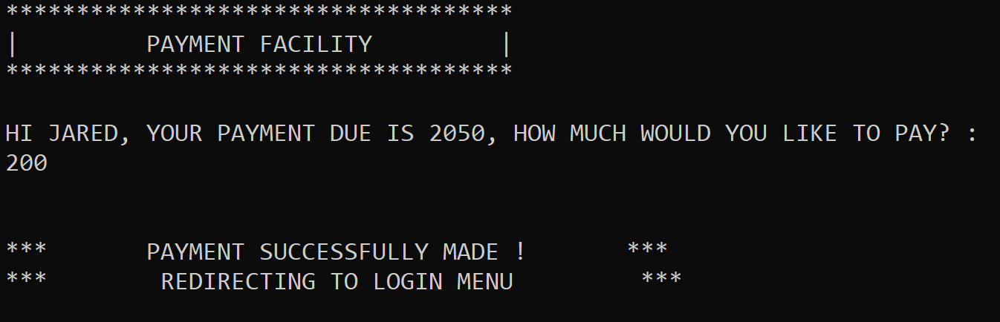 ************************************
|         PAYMENT FACILITY         |
************************************
HI JARED, YOUR PAYMENT DUE IS 2050, HOW MUCH WOULD YOU LIKE TO PAY? :
200
***       PAYMENT SUCCESSFULLY MADE !       ***
***        REDIRECTING TO LOGIN MENU         ***